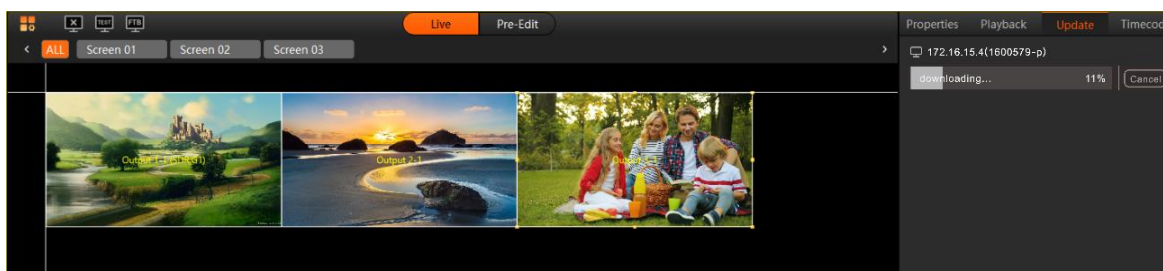 TEST FTB Live Pre-Edit Properties Playback Update Timecod
ALL Screen 01 Screen 02 Screen 03
172.16.15.4(1600579-p)
downloading... 11% Cancel
Output 2-1